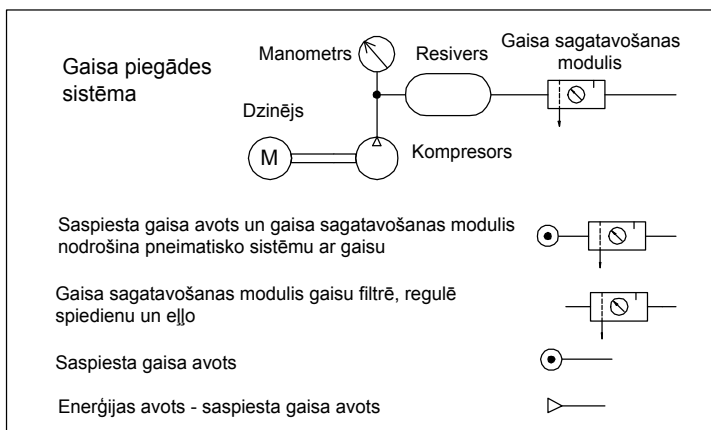 Gaisa piegādes
sistēma
Manometrs
Resivers
Gaisa sagatavošanas
modulis
Dzinējs
M
Kompresors
Saspiesta gaisa avots un gaisa sagatavošanas modulis
nodrošina pneimatisko sistēmu ar gaisu
Gaisa sagatavošanas modulis gaisu filtrē, regulē
spiedienu un eļļo
Saspiesta gaisa avots
Enerģijas avots - saspiesta gaisa avots